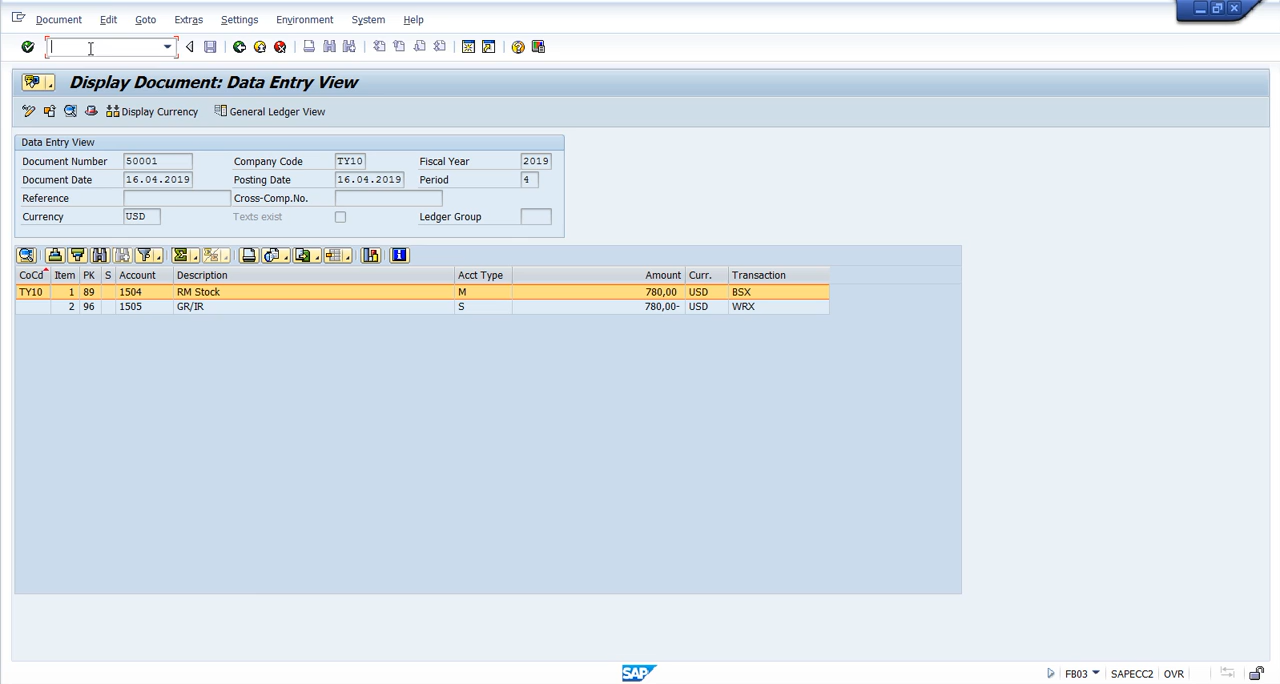 Document Edit Goto Extras Settings Environment System Help
Display Document: Data Entry View
Display Currency General Ledger View
Data Entry View
Document Number 50001 Company Code TY10 Fiscal Year 2019
Document Date 16.04.2019 Posting Date 16.04.2019 Period 4
Reference Cross-Comp.No.
Currency USD Texts exist Ledger Group
CoCd Item PK S Account Description Acct Type Amount Curr. Transaction
TY10 1 89 1504 RM Stock M 780,00 USD BSX
2 96 1505 GR/IR S 780,00- USD WRX
SAP FB03 SAPECC2 OVR